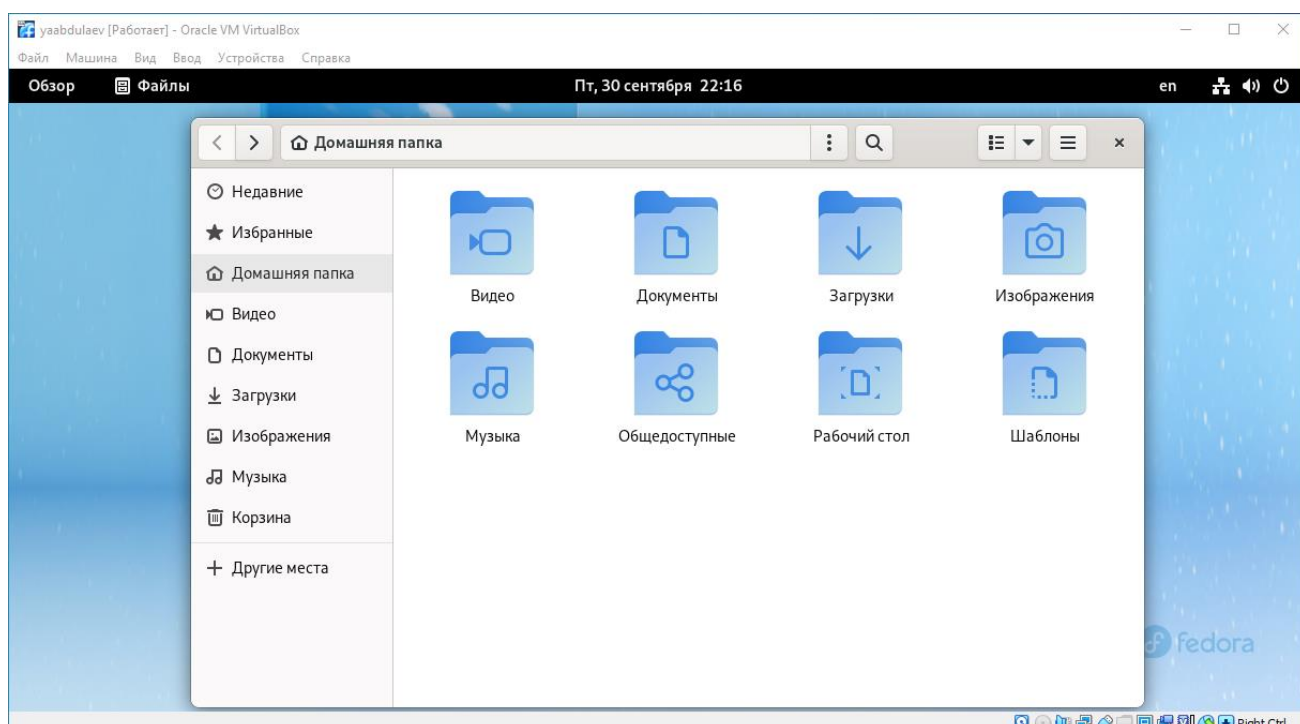 yaabdulaev [Работает] - Oracle VM VirtualBox
Файл Машина Вид Ввод Устройства Справка
Обзор Файлы Пт, 30 сентября 22:16 en
Домашняя папка
Недавние
Избранные
Домашняя папка
Видео
Документы
Загрузки
Изображения
Музыка
Корзина
Другие места
Видео Документы Загрузки Изображения
Музыка Общедоступные Рабочий стол Шаблоны
fedora
Right Ctrl